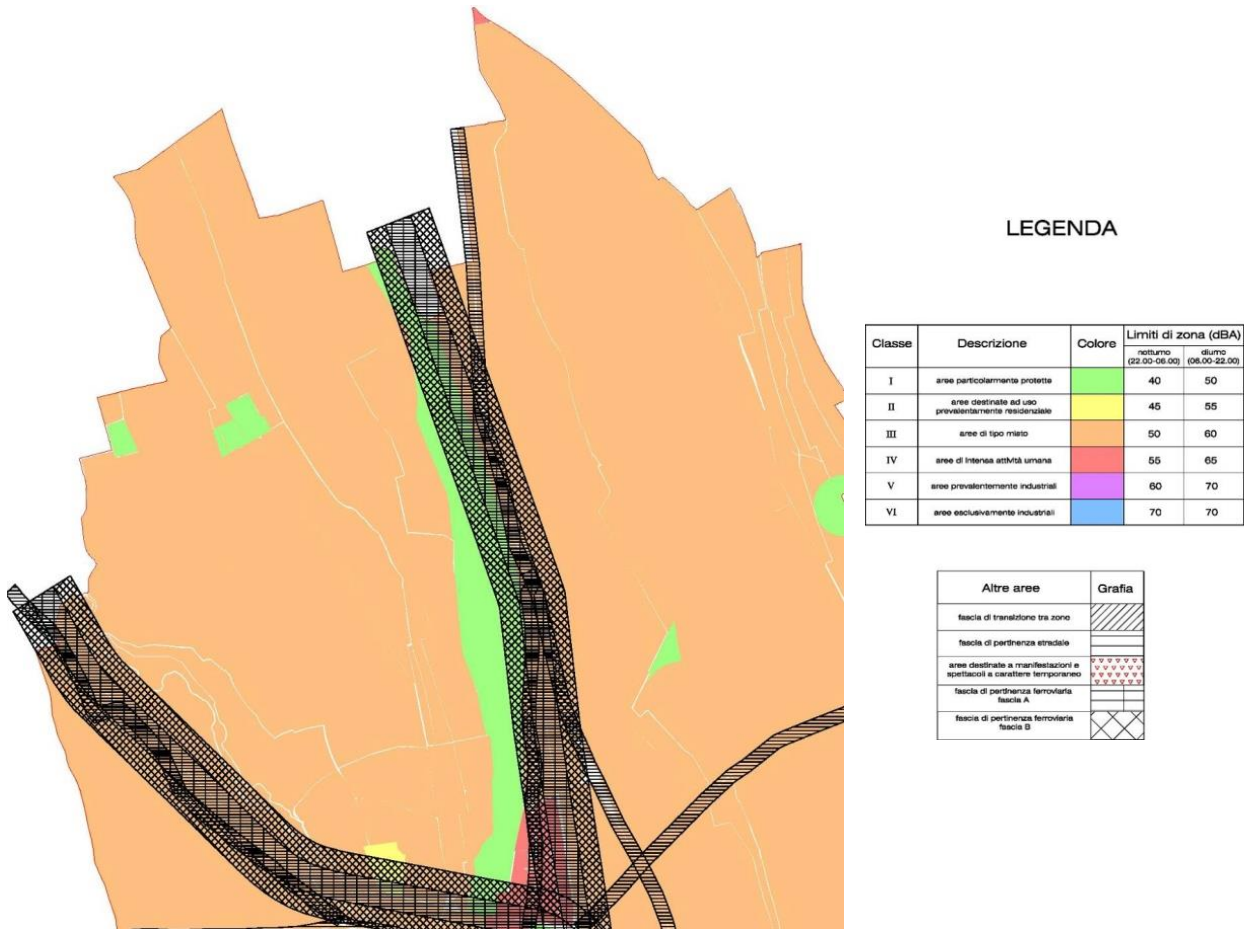 LEGENDA
Classe Descrizione Colore Limiti di zona (dBA)
notturno diurno
(22.00-06.00) (06.00-22.00)
I aree particolarmente protette 40 50
aree destinate ad uso
II prevalentamente residenziale 45 55
III aree di tipo misto 50 60
IV aree di intensa attività umana 55 65
V aree prevalentemente industriali 60 70
VI aree esclusivamente industriali 70 70
Altre aree Grafia
fascia di transizione tra zone
fascia di pertinenza stradale
aree destinate a manifestazioni e
spettacoli a carattere temporaneo
fascia di pertinenza ferroviaria
fascia A
fascia di pertinenza ferroviaria
fascia B